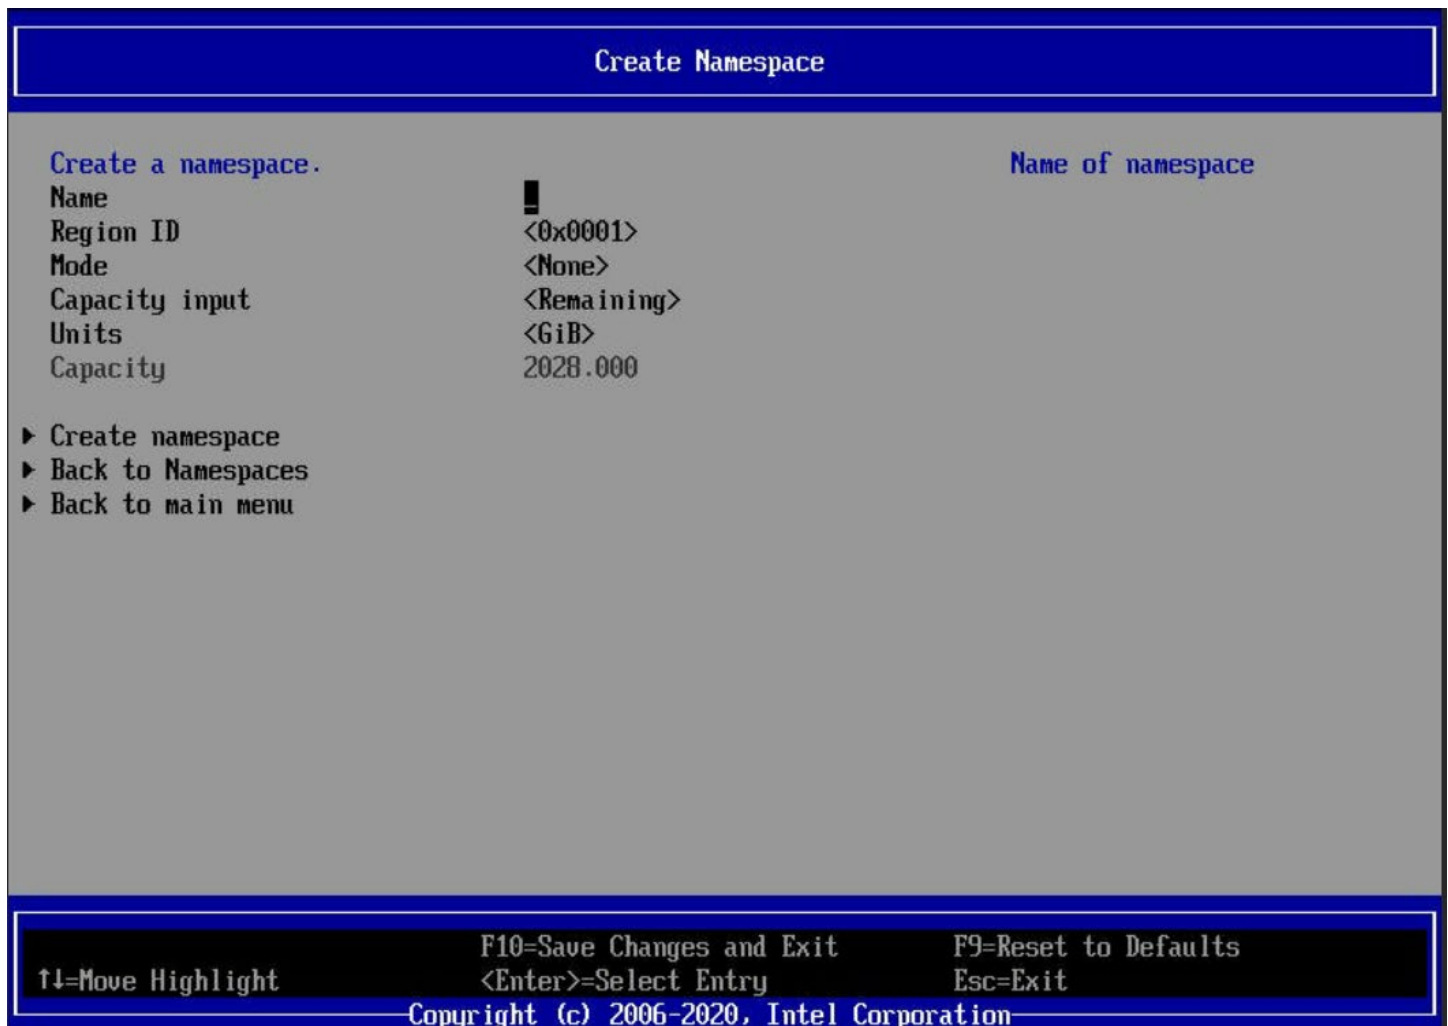 Create Namespace
Create a namespace.
Name of namespace
Name _
Region ID <0x0001>
Mode <None>
Capacity input <Remaining>
Units <GiB>
Capacity 2028.000
Create namespace
Back to Namespaces
Back to main menu
F10=Save Changes and Exit F9=Reset to Defaults
↑↓=Move Highlight <Enter>=Select Entry Esc=Exit
Copyright (c) 2006-2020, Intel Corporation